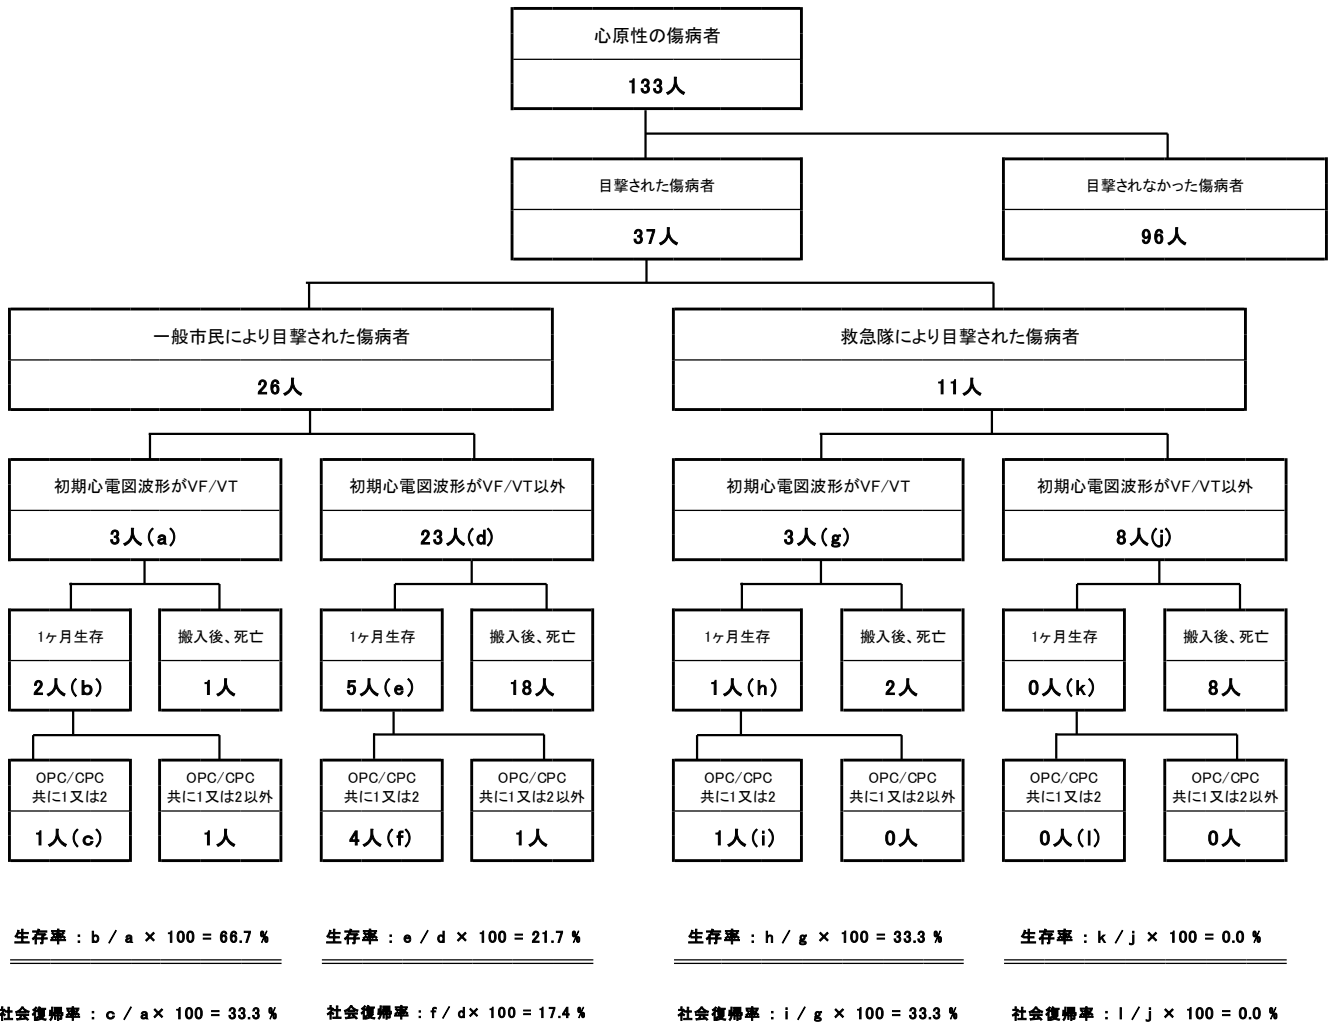 心原性の傷病者
133人
目撃された傷病者
目撃されなかった傷病者
37人
96人
一般市民により目撃された傷病者
救急隊により目撃された傷病者
26人
11人
初期心電図波形がVF/VT
初期心電図波形がVF/VT以外
初期心電図波形がVF/VT
初期心電図波形がVF/VT以外
3人(a)
23人(d)
3人(g)
8人(j)
1ヶ月生存
搬入後、死亡
1ヶ月生存
搬入後、死亡
1ヶ月生存
搬入後、死亡
1ヶ月生存
搬入後、死亡
2人(b)
1人
5人(e)
18人
1人(h)
2人
0人(k)
8人
OPC/CPC
共に1又は2
OPC/CPC
共に1又は2以外
OPC/CPC
共に1又は2
OPC/CPC
共に1又は2以外
OPC/CPC
共に1又は2
OPC/CPC
共に1又は2以外
OPC/CPC
共に1又は2
OPC/CPC
共に1又は2以外
1人(c)
1人
4人(f)
1人
1人(i)
0人
0人(l)
0人
生存率 : b / a × 100 = 66.7 %
生存率 : e / d × 100 = 21.7 %
生存率 : h / g × 100 = 33.3 %
生存率 : k / j × 100 = 0.0 %
社会復帰率 : c / a× 100 = 33.3 %
社会復帰率 : f / d× 100 = 17.4 %
社会復帰率 : i / g × 100 = 33.3 %
社会復帰率 : l / j × 100 = 0.0 %